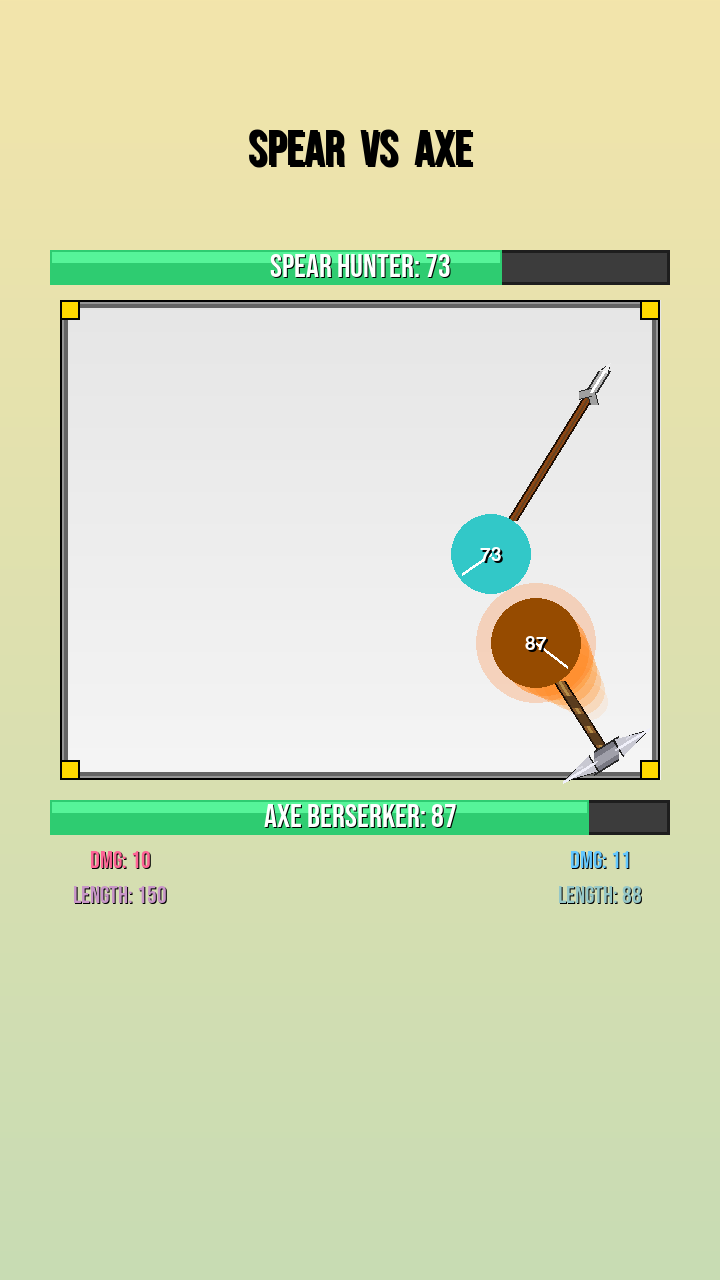 SPEAR VS AXE
SPEAR HUNTER: 73
73
87
AXE BERSERKER: 87
DMG: 10
DMG: 11
LENGTH: 150
LENGTH: 88